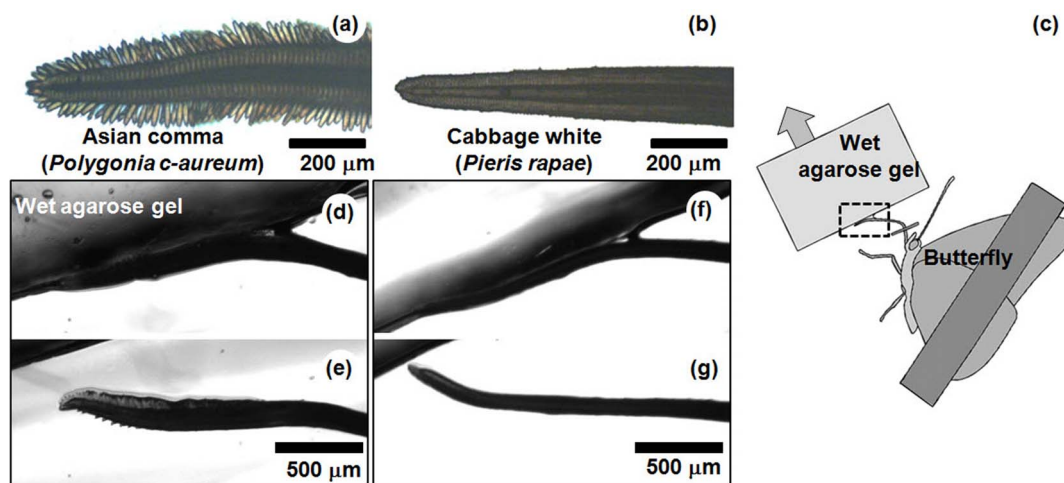 (a)
(b)
(c)
Asian comma
(Polygonia c-aureum)
200 μm
Cabbage white
(Pieris rapae)
200 μm
Wet
agarose gel
Butterfly
Wet agarose gel
(d)
(f)
(e)
500 μm
(g)
500 μm